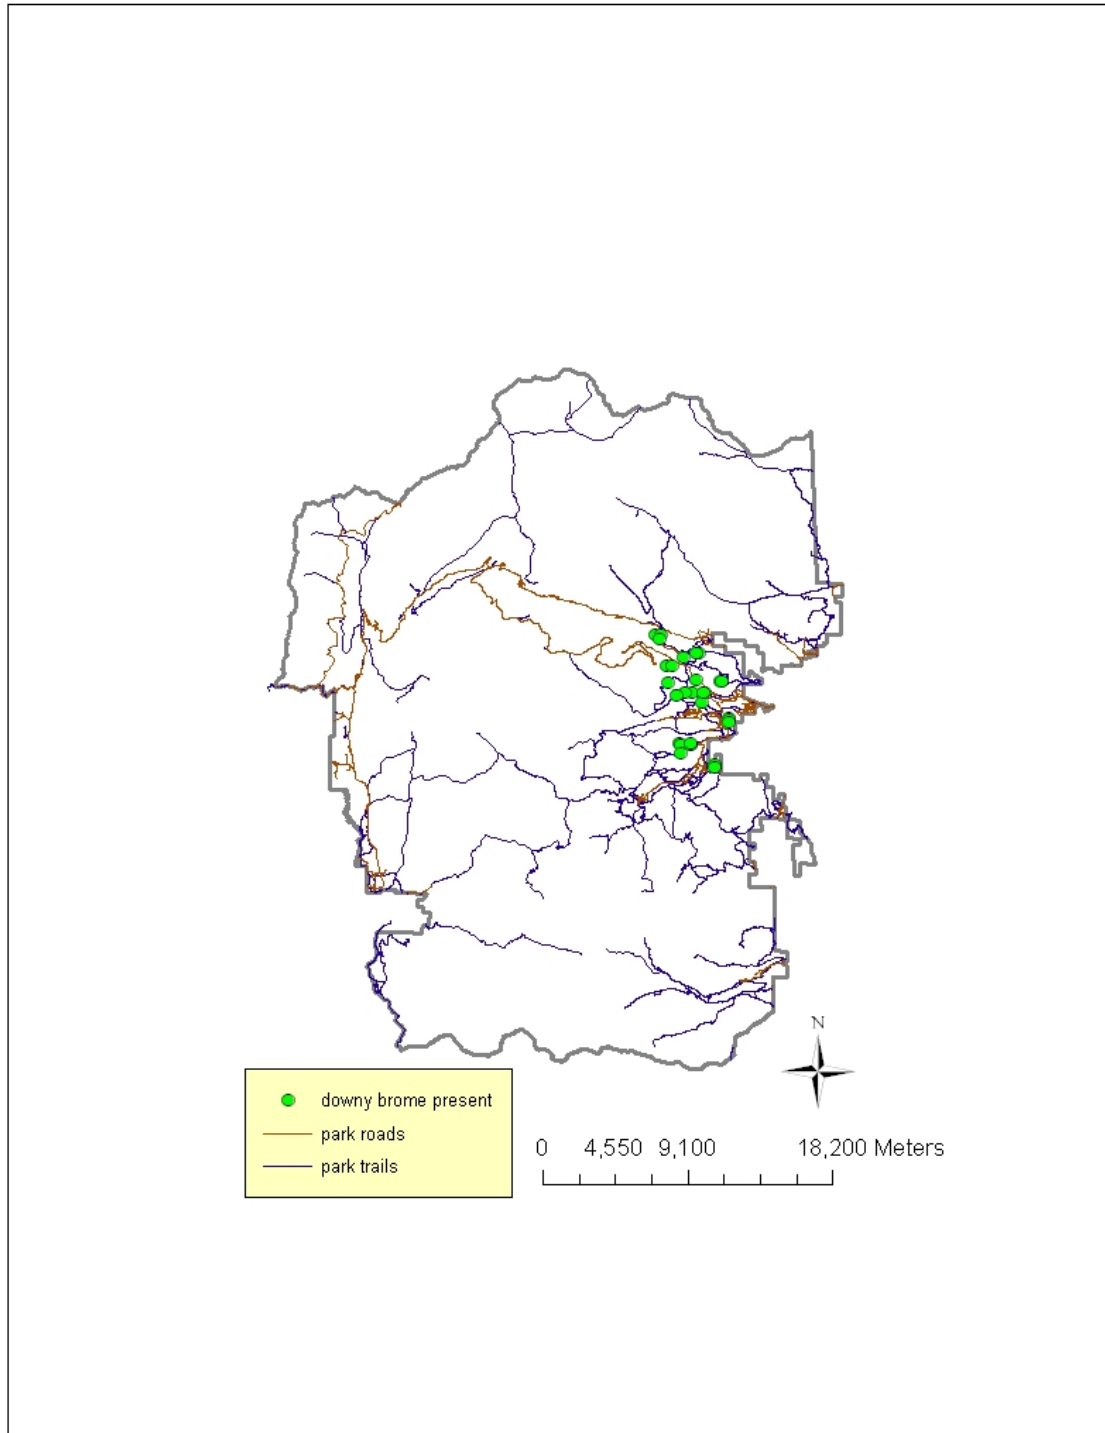 N
downy brome present
park roads
park trails
0 4,550 9,100 18,200 Meters